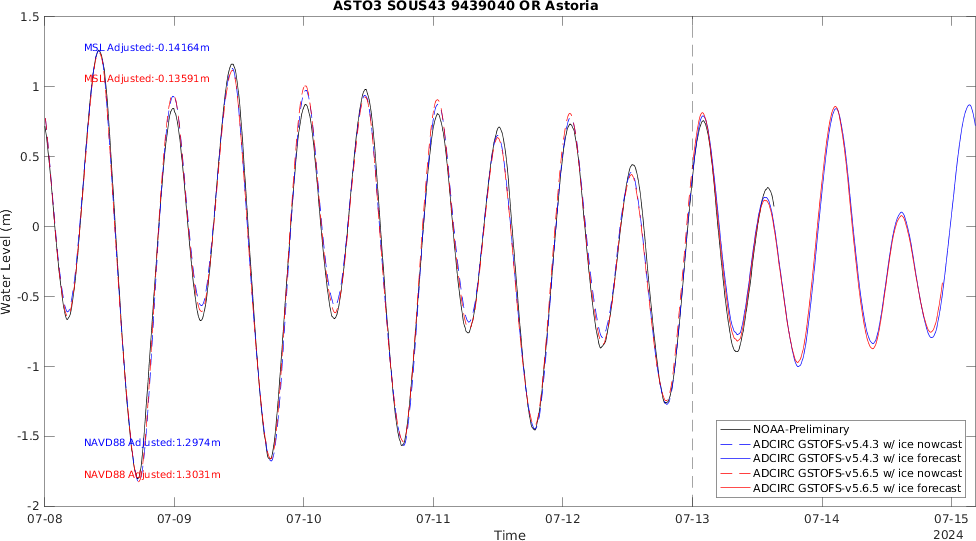 ASTO3 SOUS43 9439040 OR Astoria
1.5
MSL Adjusted:-0.14164m
1
MSL Adjusted:-0.13591m
0.5
0
Water Level (m)
-0.5
-1
-1.5
NAVD88 Adjusted:1.2974m
NAVD88 Adjusted:1.3031m
-2
NOAA-Preliminary
ADCIRC GSTOFS-v5.4.3 w/ ice nowcast
ADCIRC GSTOFS-v5.4.3 w/ ice forecast
ADCIRC GSTOFS-v5.6.5 w/ ice nowcast
ADCIRC GSTOFS-v5.6.5 w/ ice forecast
07-08 07-09 07-10 07-11 07-12 07-13 07-14 07-15
Time
2024